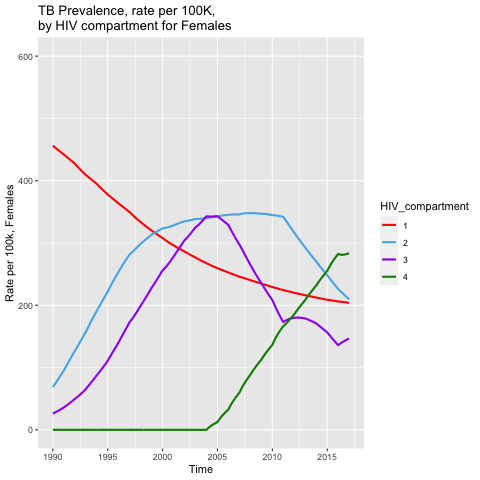 TB Prevalence, rate per 100K,
by HIV compartment for Females
600
400
200
0
Rate per 100k, Females
1990 1995 2000 2005 2010 2015
Time
HIV_compartment
1
2
3
4